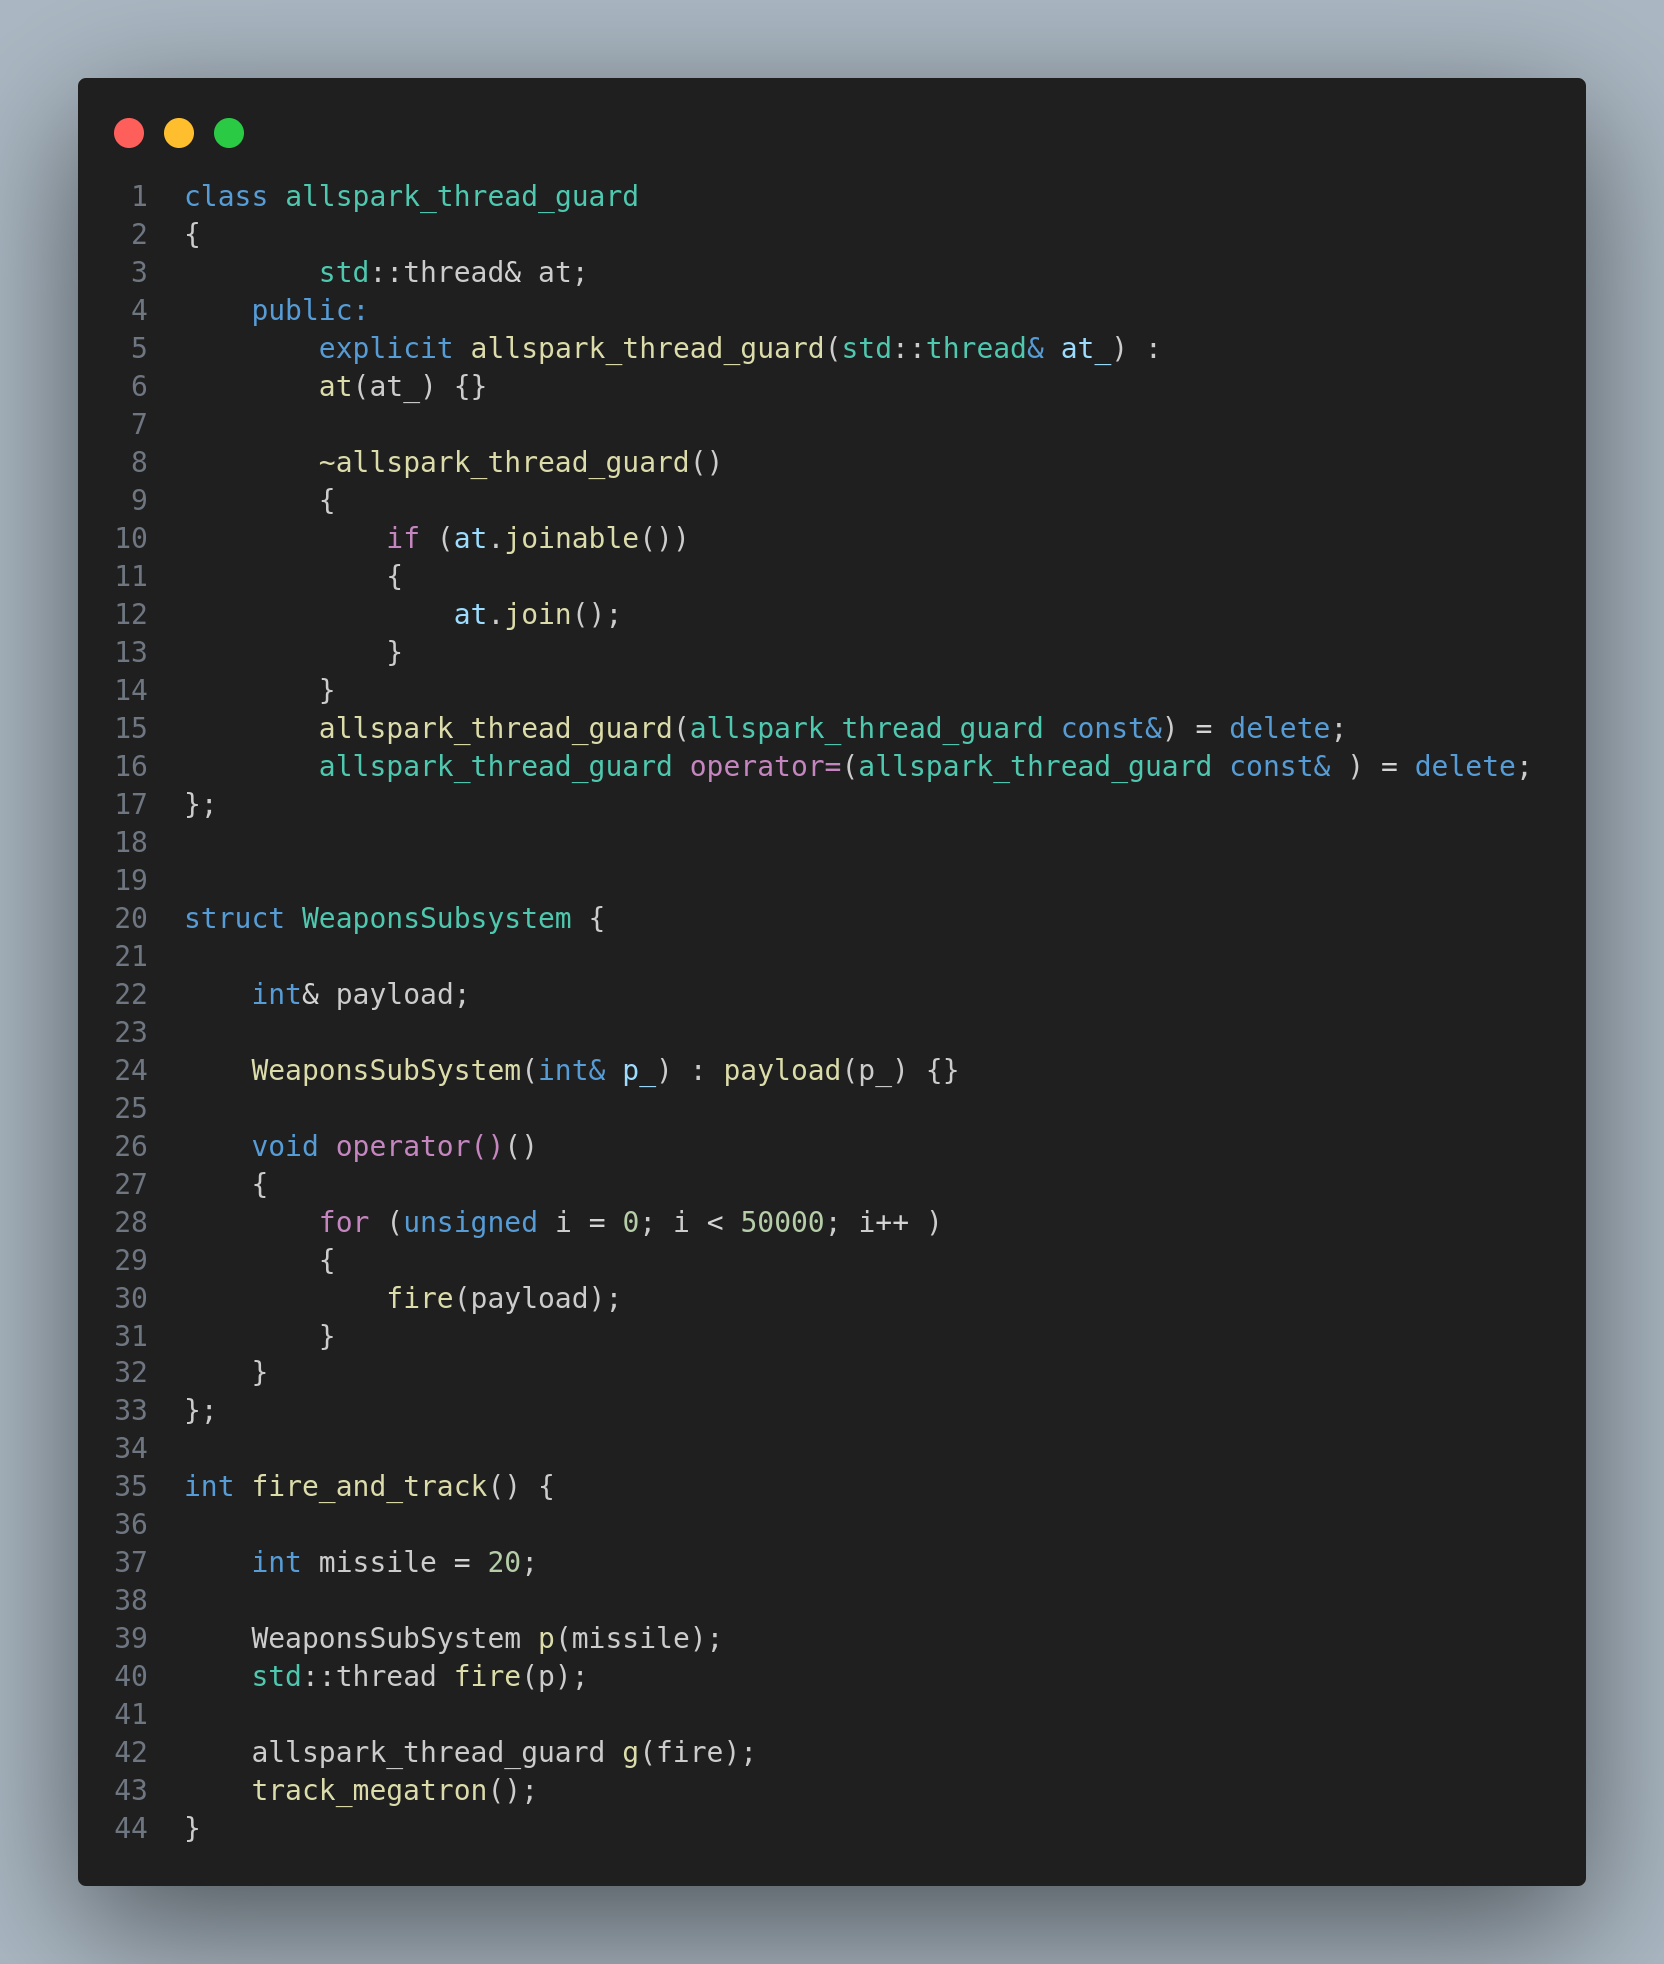 1 class allspark_thread_guard
2 {
3         std::thread& at;
4     public:
5         explicit allspark_thread_guard(std::thread& at_) :
6         at(at_) {}
7
8         ~allspark_thread_guard()
9         {
10             if (at.joinable())
11             {
12                 at.join();
13             }
14         }
15         allspark_thread_guard(allspark_thread_guard const&) = delete;
16         allspark_thread_guard operator=(allspark_thread_guard const& ) = delete;
17 };
18
19
20 struct WeaponsSubsystem {
21
22     int& payload;
23
24     WeaponsSubSystem(int& p_) : payload(p_) {}
25
26     void operator()()
27     {
28         for (unsigned i = 0; i < 50000; i++ )
29         {
30             fire(payload);
31         }
32     }
33 };
34
35 int fire_and_track() {
36
37     int missile = 20;
38
39     WeaponsSubSystem p(missile);
40     std::thread fire(p);
41
42     allspark_thread_guard g(fire);
43     track_megatron();
44 }